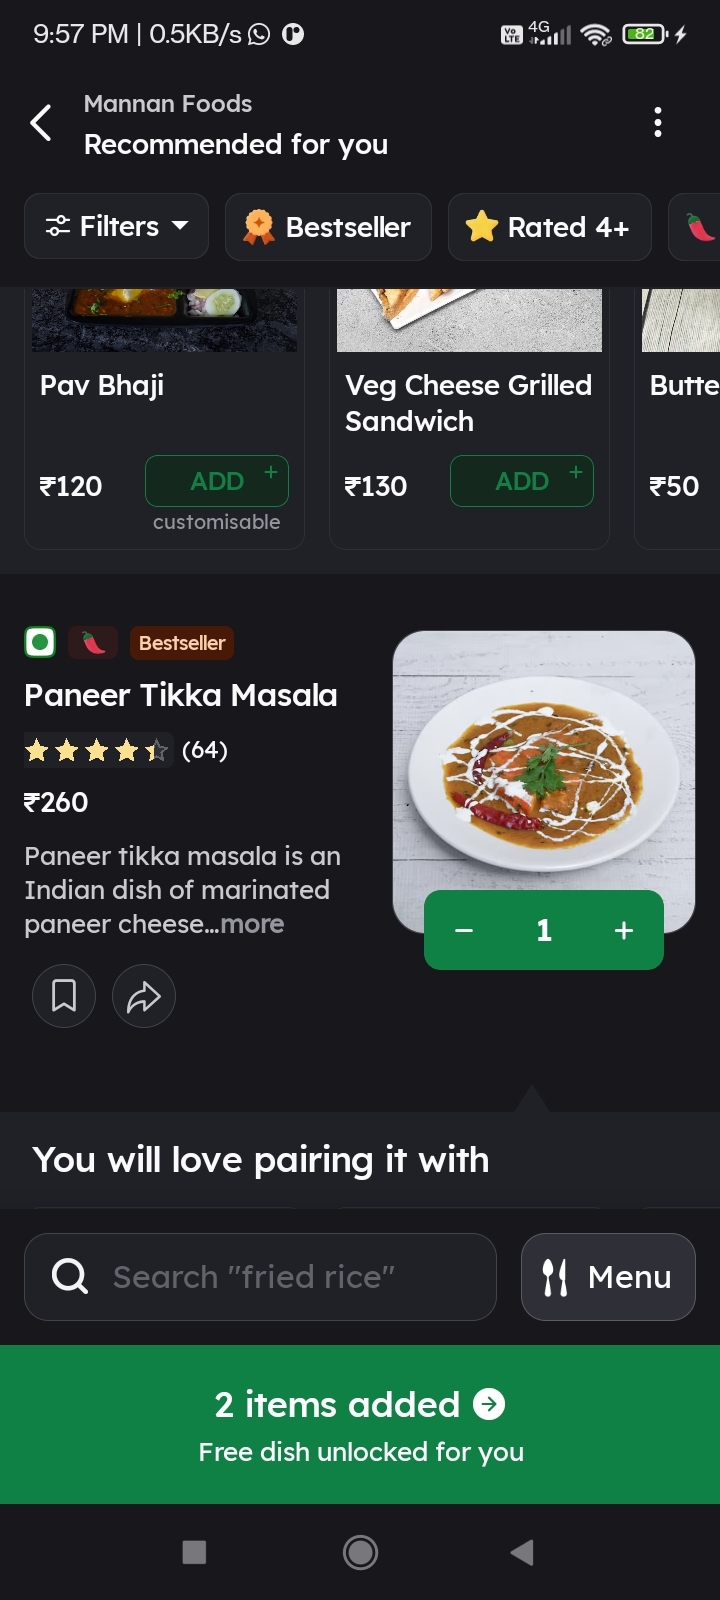 9:57 PM | 0.5KB/s
Vo LTE 4G 82
Mannan Foods
Recommended for you
Filters Bestseller Rated 4+
Pav Bhaji
₹120 ADD +
customisable
Veg Cheese Grilled
Sandwich
₹130 ADD +
Butte
₹50
Bestseller
Paneer Tikka Masala
(64)
₹260
Paneer tikka masala is an
Indian dish of marinated
paneer cheese...more
− 1 +
You will love pairing it with
Search "fried rice"
Menu
2 items added
Free dish unlocked for you